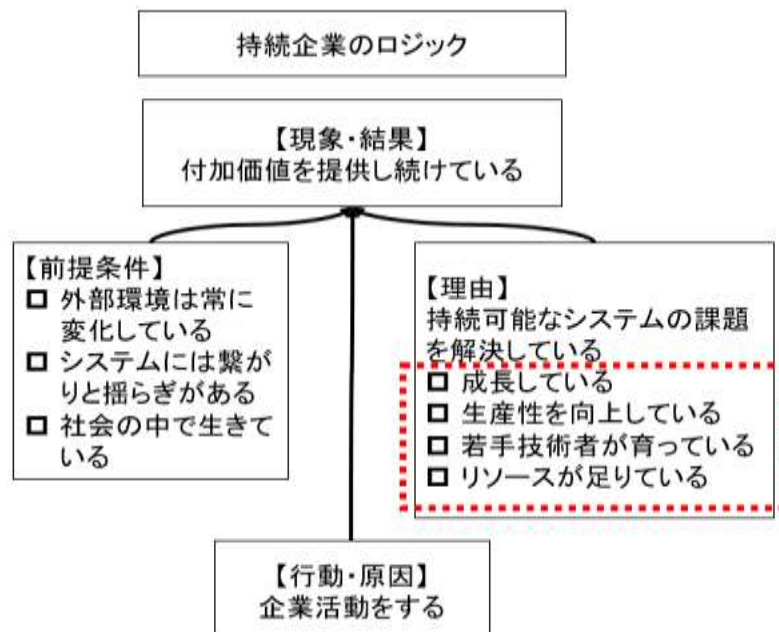 持続企業のロジック
【現象・結果】
付加価値を提供し続けている
【前提条件】
□ 外部環境は常に
変化している
□ システムには繋が
りと揺らぎがある
□ 社会の中で生きて
いる
【理由】
持続可能なシステムの課題
を解決している
□ 成長している
□ 生産性を向上している
□ 若手技術者が育っている
□ リソースが足りている
【行動・原因】
企業活動をする